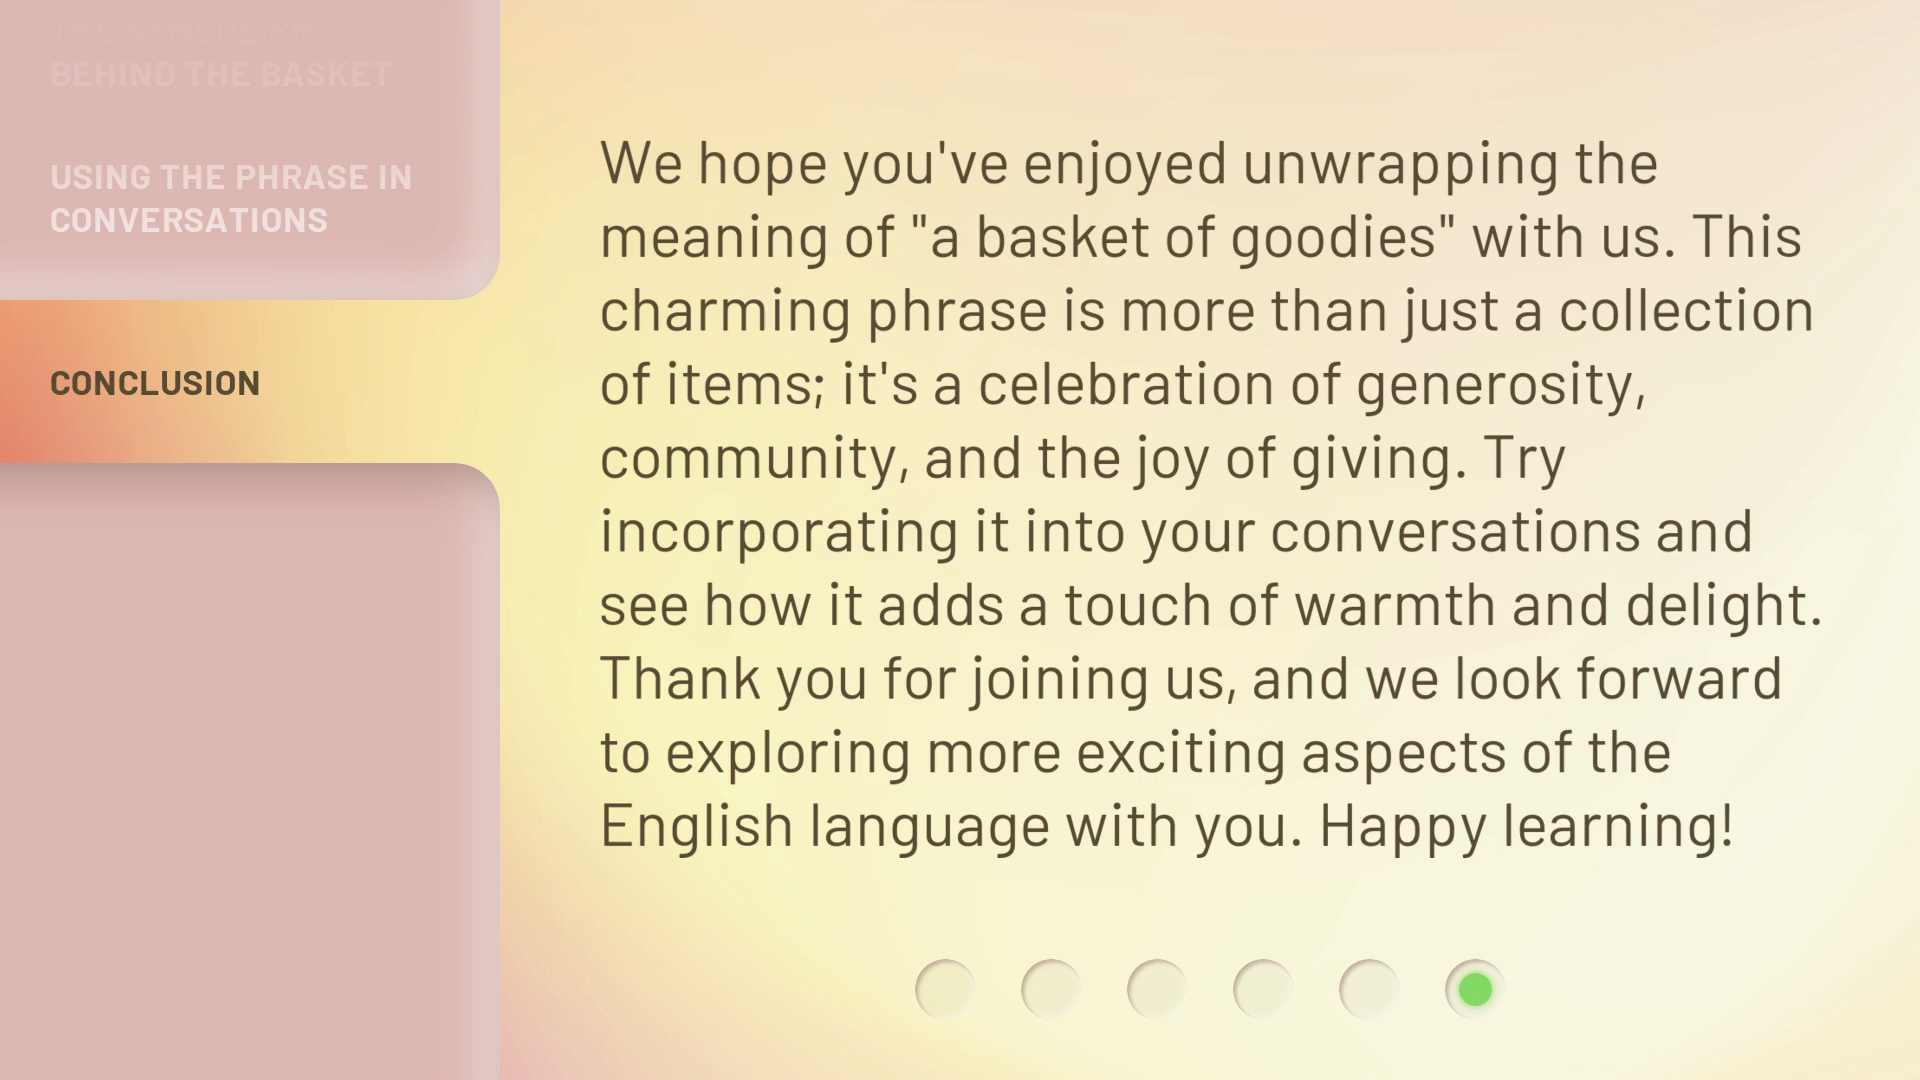 THE SYMBOLISM
BEHIND THE BASKET
USING THE PHRASE IN
CONVERSATIONS
CONCLUSION
We hope you've enjoyed unwrapping the
meaning of "a basket of goodies" with us. This
charming phrase is more than just a collection
of items; it's a celebration of generosity,
community, and the joy of giving. Try
incorporating it into your conversations and
see how it adds a touch of warmth and delight.
Thank you for joining us, and we look forward
to exploring more exciting aspects of the
English language with you. Happy learning!